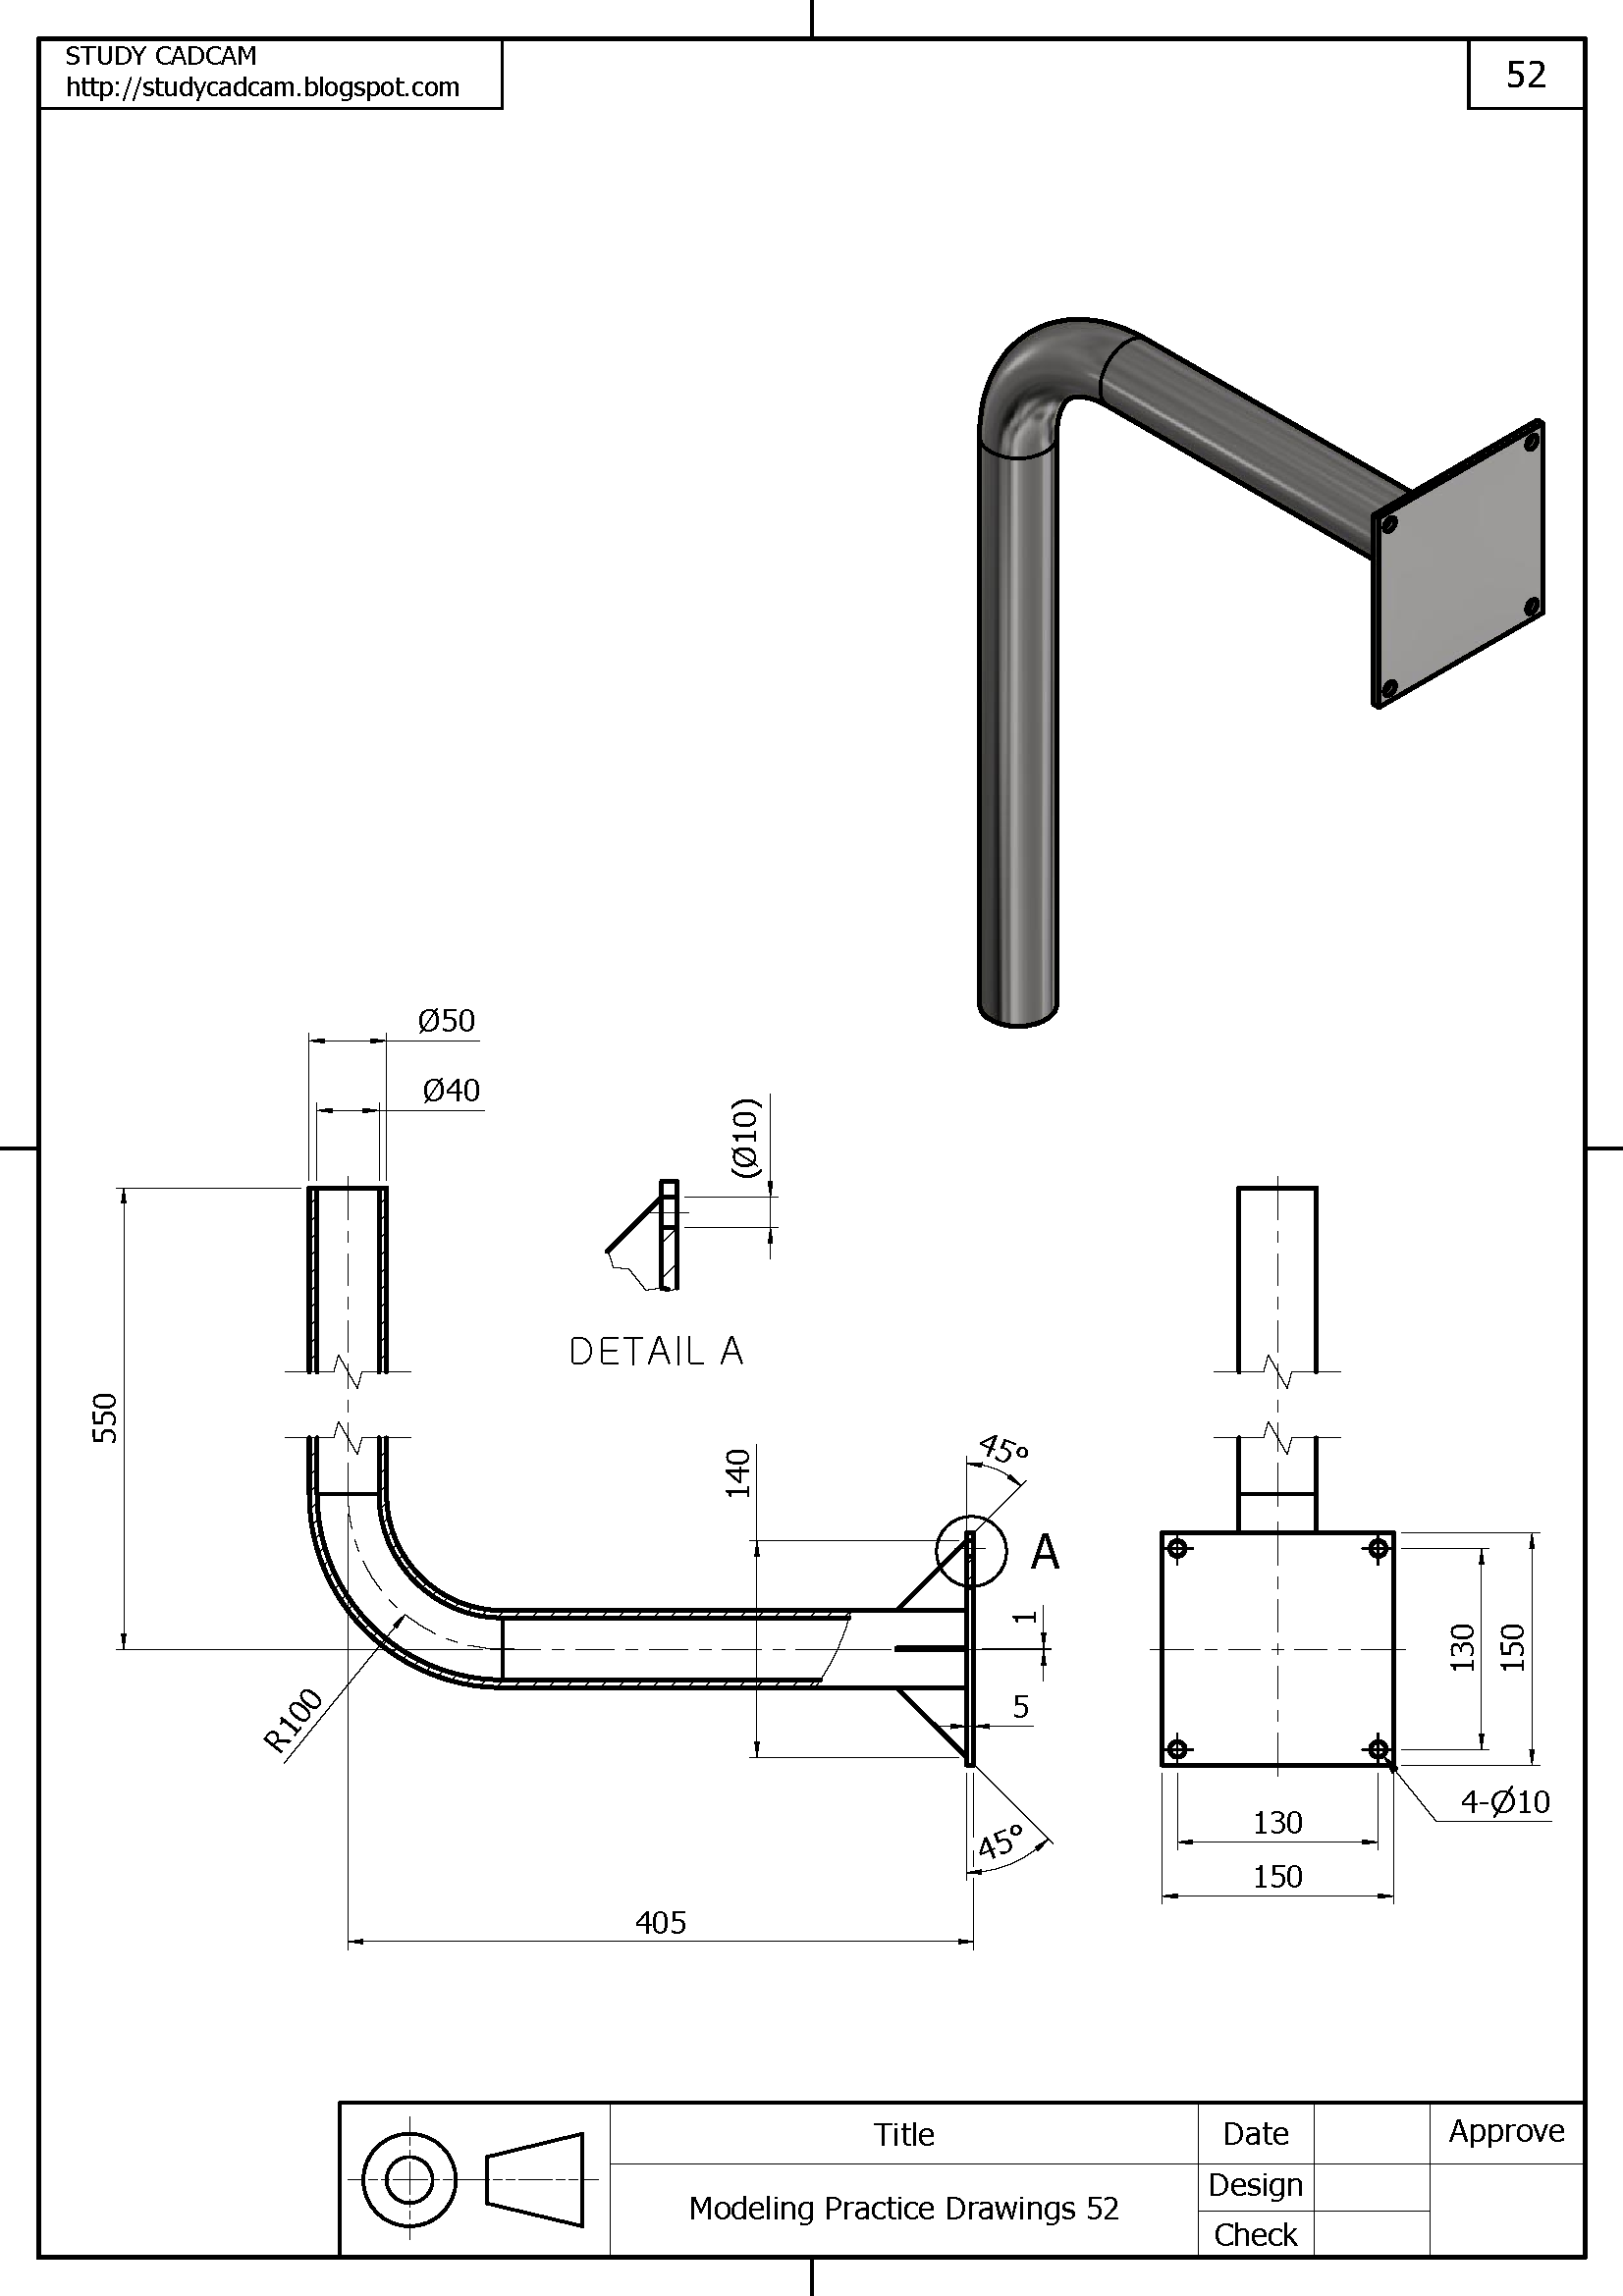 STUDY CADCAM
http://studycadcam.blogspot.com
52
Ø50
Ø40
(Ø10)
DETAIL A
550
140
45°
A
1
5
R100
45°
405
130
150
4-Ø10
130
150
Title
Date
Approve
Modeling Practice Drawings 52
Design
Check